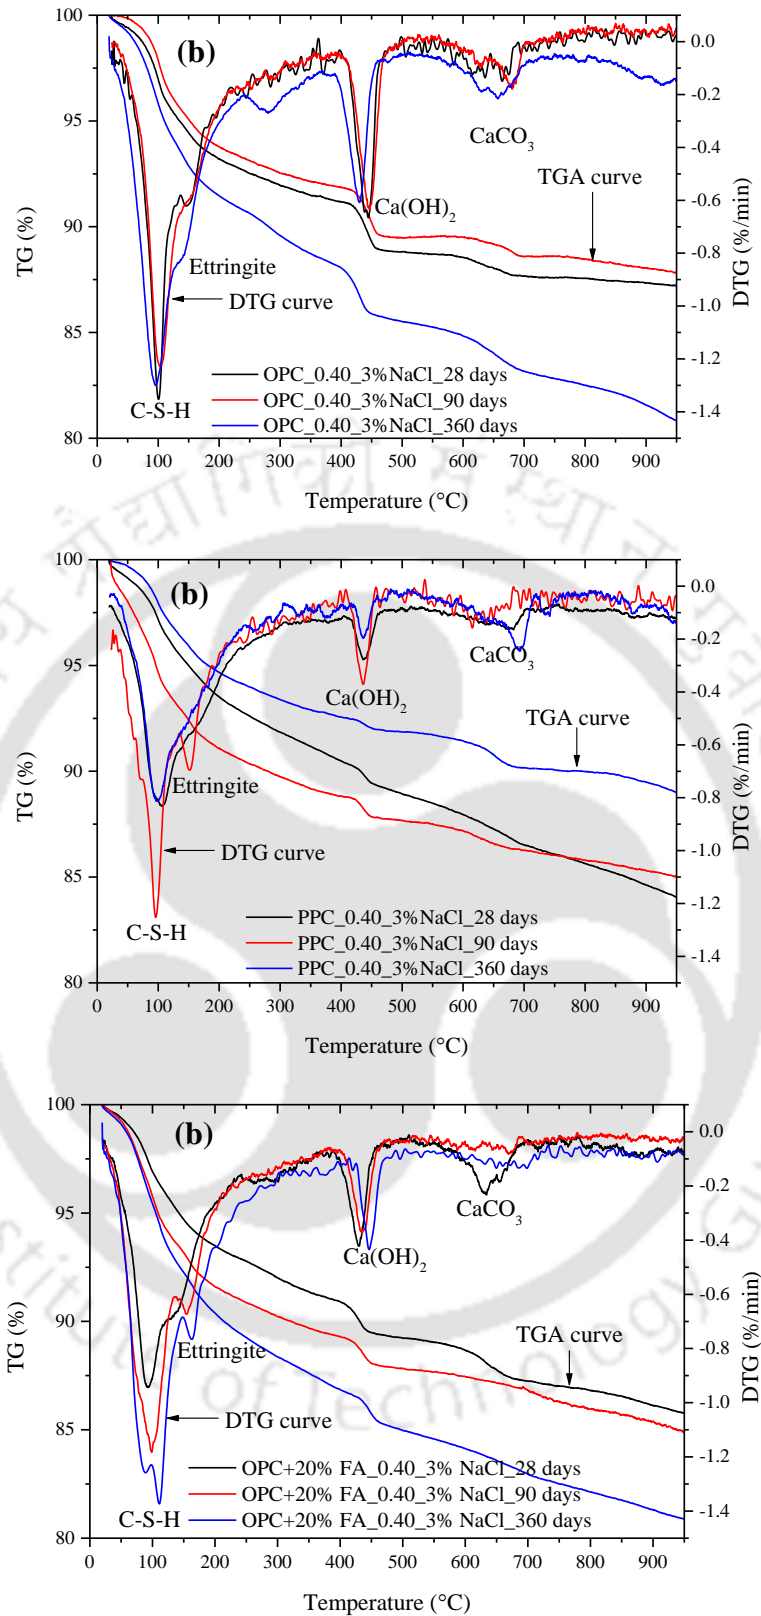 (b)
100
95
90
85
80
TG (%)
0.0
-0.2
-0.4
-0.6
-0.8
-1.0
-1.2
-1.4
DTG (%/min)
CaCO3
TGA curve
Ca(OH)2
Ettringite
DTG curve
C-S-H
OPC_0.40_3%NaCl_28 days
OPC_0.40_3%NaCl_90 days
OPC_0.40_3%NaCl_360 days
0 100 200 300 400 500 600 700 800 900
Temperature (°C)
(b)
100
95
90
85
80
TG (%)
0.0
-0.2
-0.4
-0.6
-0.8
-1.0
-1.2
-1.4
DTG (%/min)
CaCO3
Ca(OH)2
TGA curve
Ettringite
DTG curve
C-S-H
PPC_0.40_3%NaCl_28 days
PPC_0.40_3%NaCl_90 days
PPC_0.40_3%NaCl_360 days
0 100 200 300 400 500 600 700 800 900
Temperature (°C)
(b)
100
95
90
85
80
TG (%)
0.0
-0.2
-0.4
-0.6
-0.8
-1.0
-1.2
-1.4
DTG (%/min)
CaCO3
Ca(OH)2
TGA curve
Ettringite
DTG curve
C-S-H
OPC+20% FA_0.40_3% NaCl_28 days
OPC+20% FA_0.40_3% NaCl_90 days
OPC+20% FA_0.40_3% NaCl_360 days
0 100 200 300 400 500 600 700 800 900
Temperature (°C)
of Technology